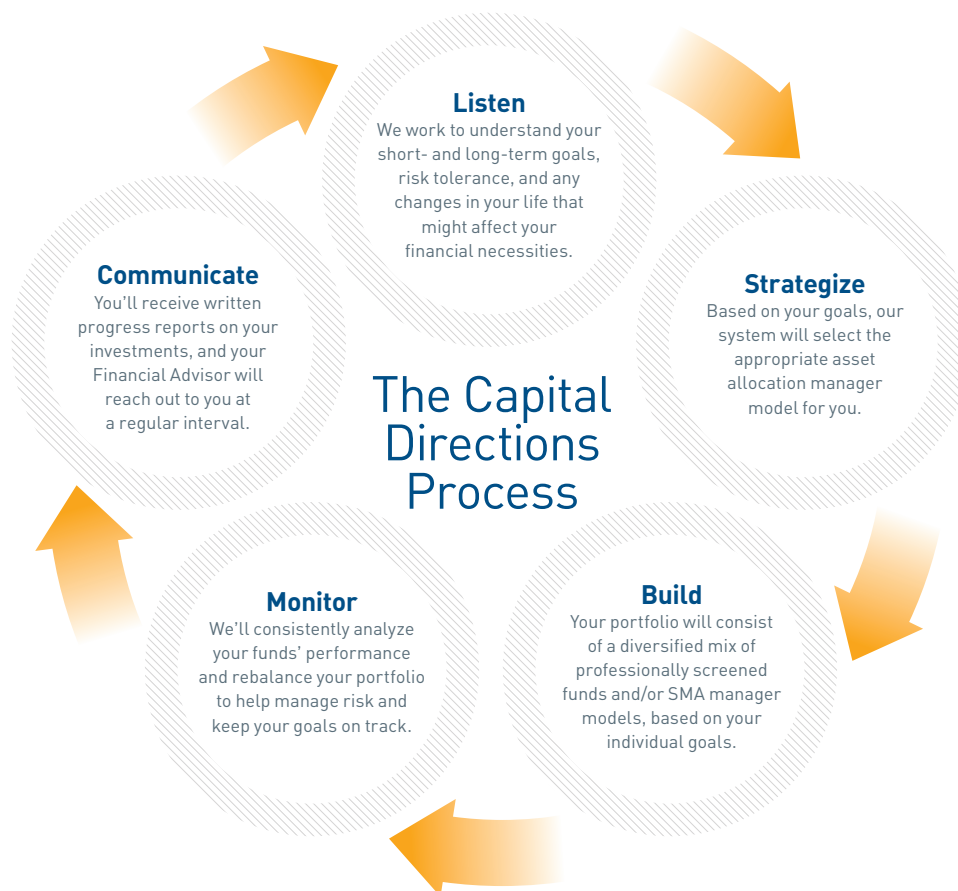 Listen
We work to understand your
short- and long-term goals,
risk tolerance, and any
changes in your life that
might affect your
financial necessities.
Strategize
Based on your goals, our
system will select the
appropriate asset
allocation manager
model for you.
Build
Your portfolio will consist
of a diversified mix of
professionally screened
funds and/or SMA manager
models, based on your
individual goals.
Monitor
We'll consistently analyze
your funds’ performance
and rebalance your portfolio
to help manage risk and
keep your goals on track.
Communicate
You'll receive written
progress reports on your
investments, and your
Financial Advisor will
reach out to you at
a regular interval.
The Capital
Directions
Process